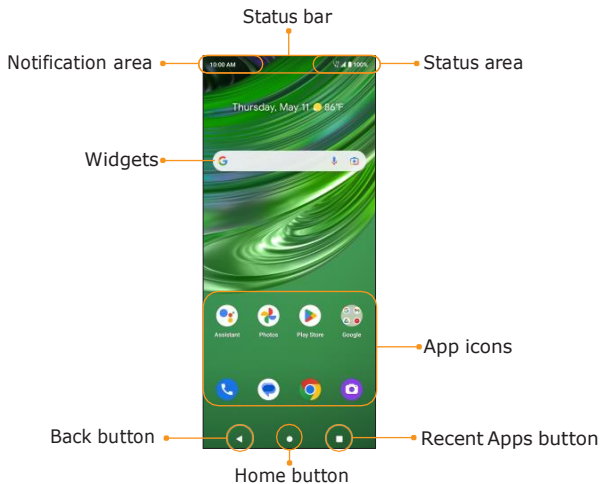 Status bar
Notification area
Status area
10:00 AM
100%
Thursday, May 11 86°F
Widgets
G
Assistant Photos Play Store Google
App icons
Back button
Recent Apps button
Home button